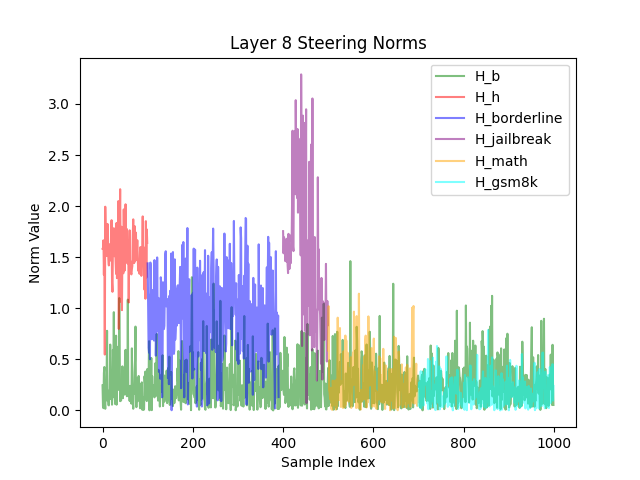 Layer 8 Steering Norms
H_b
H_h
H_borderline
H_jailbreak
H_math
H_gsm8k
Norm Value
3.0
2.5
2.0
1.5
1.0
0.5
0.0
0
200
400
600
800
1000
Sample Index